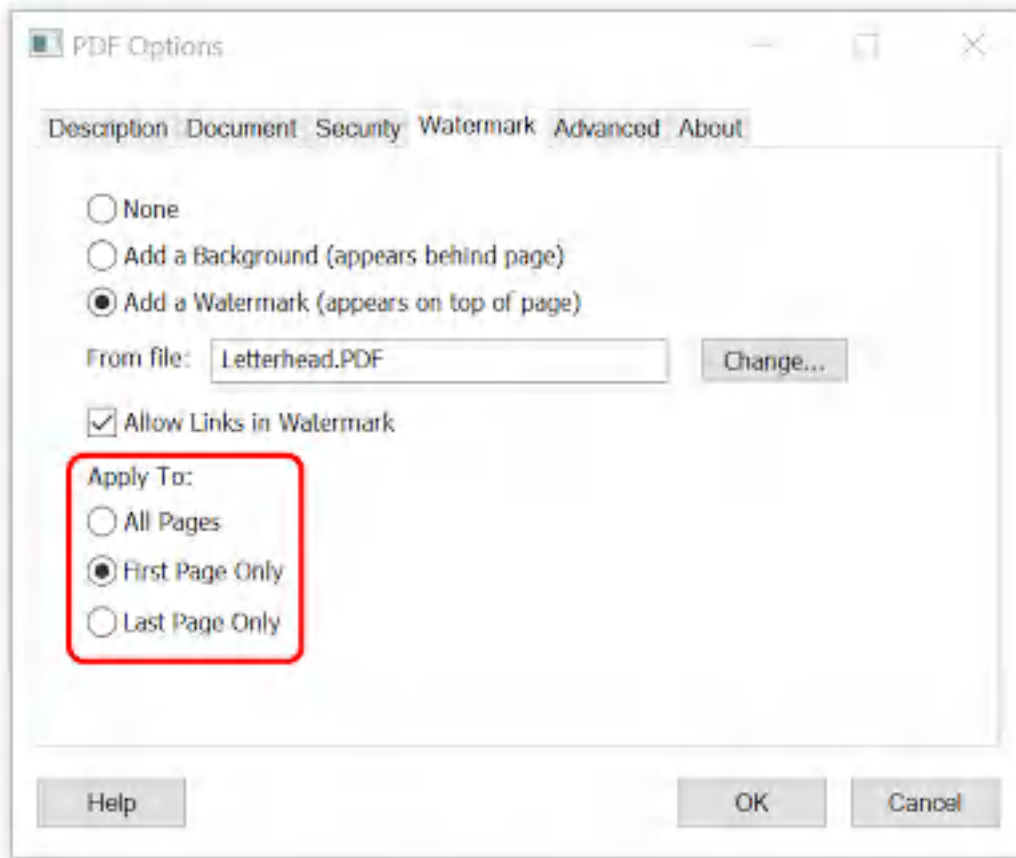 PDF Options
Description Document Security Watermark Advanced About
None
Add a Background (appears behind page)
Add a Watermark (appears on top of page)
From file: Letterhead.PDF Change...
Allow Links in Watermark
Apply To:
All Pages
First Page Only
Last Page Only
Help OK Cancel